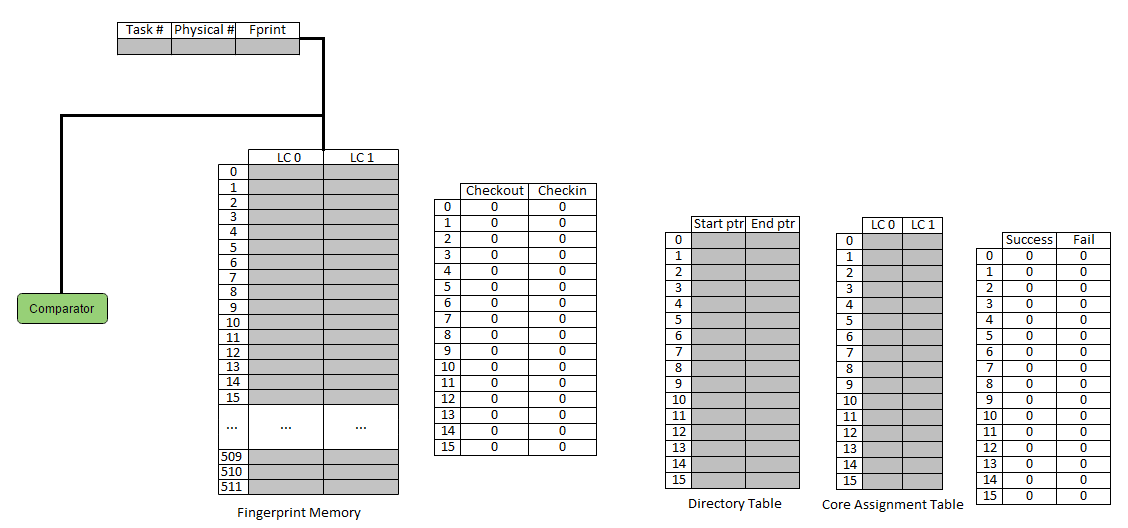 Task # Physical # Fprint
LC 0 LC 1
0
1
2
3
4
5
6
7
8
9
10
11
12
13
14
15
... ... ...
509
510
511
Fingerprint Memory
Comparator
Checkout Checkin
0 0 0
1 0 0
2 0 0
3 0 0
4 0 0
5 0 0
6 0 0
7 0 0
8 0 0
9 0 0
10 0 0
11 0 0
12 0 0
13 0 0
14 0 0
15 0 0
Start ptr End ptr
0
1
2
3
4
5
6
7
8
9
10
11
12
13
14
15
Directory Table
LC 0 LC 1
0
1
2
3
4
5
6
7
8
9
10
11
12
13
14
15
Core Assignment Table
Success Fail
0 0 0
1 0 0
2 0 0
3 0 0
4 0 0
5 0 0
6 0 0
7 0 0
8 0 0
9 0 0
10 0 0
11 0 0
12 0 0
13 0 0
14 0 0
15 0 0